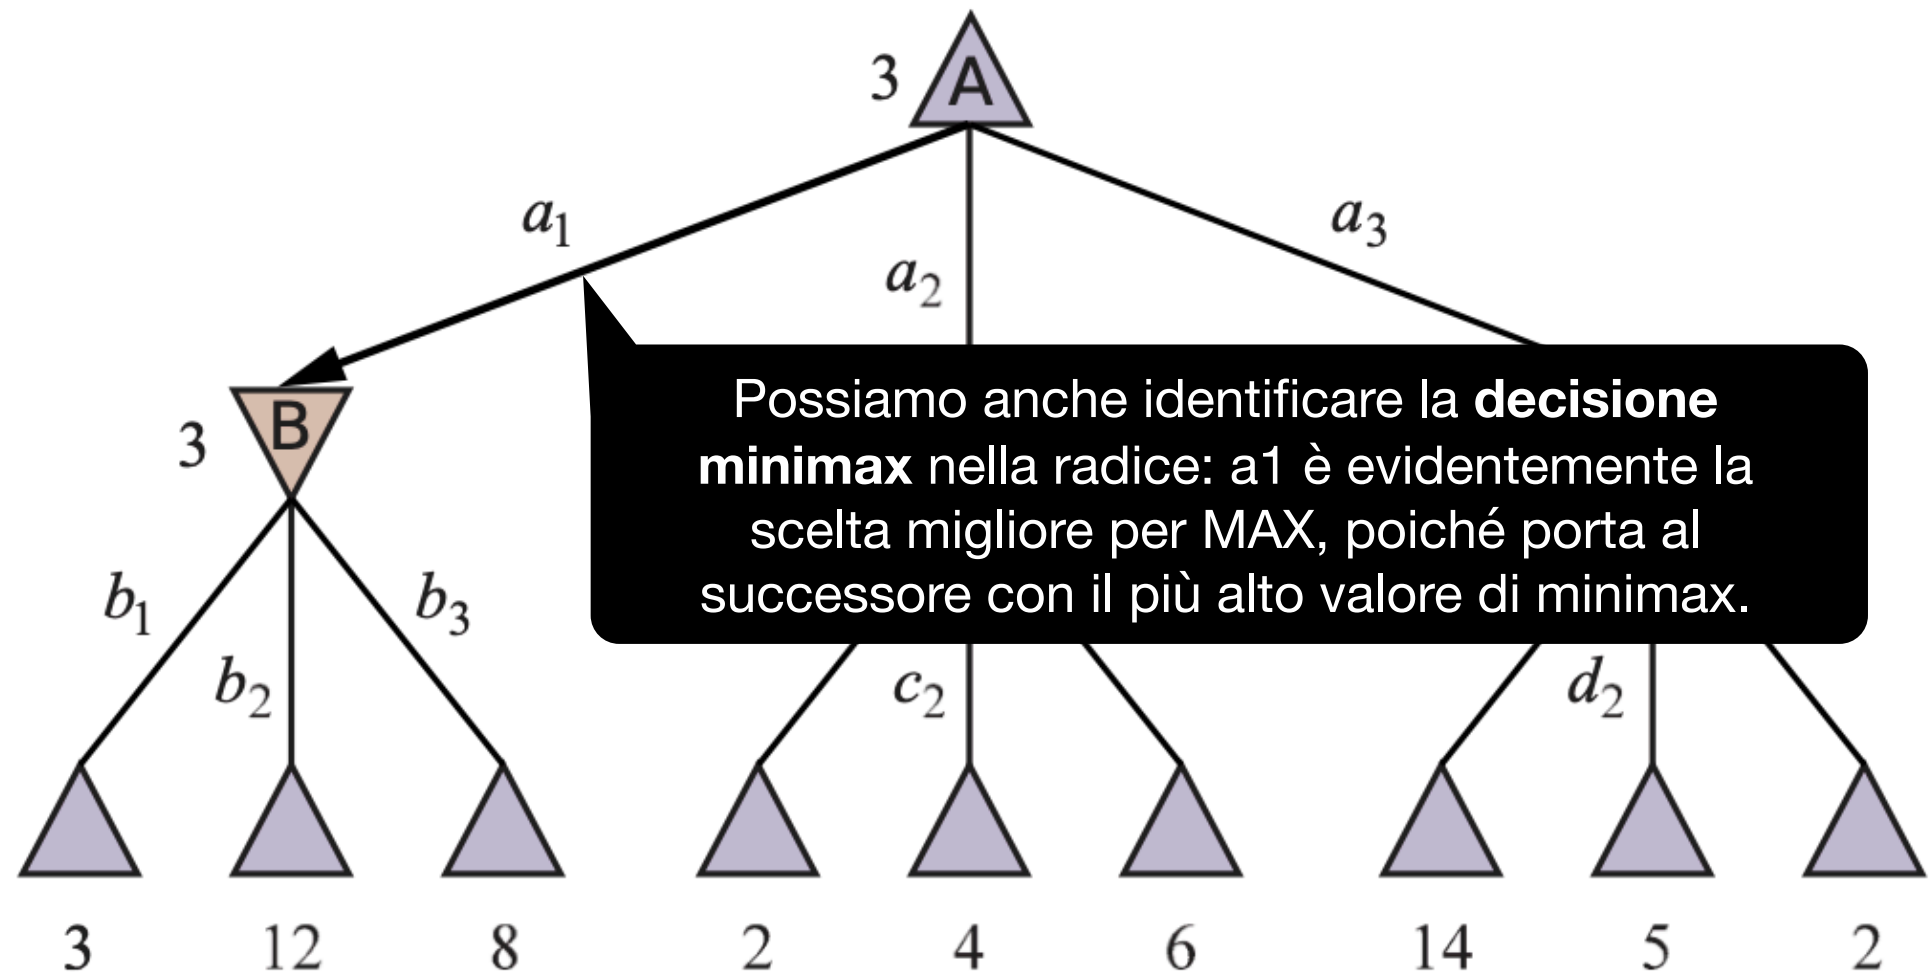 3 A
a1
a2
a3
Possiamo anche identificare la decisione
minimax nella radice: a1 è evidentemente la
scelta migliore per MAX, poiché porta al
successore con il più alto valore di minimax.
3 B
b1
b2
b3
c2
d2
3 12 8 2 4 6 14 5 2